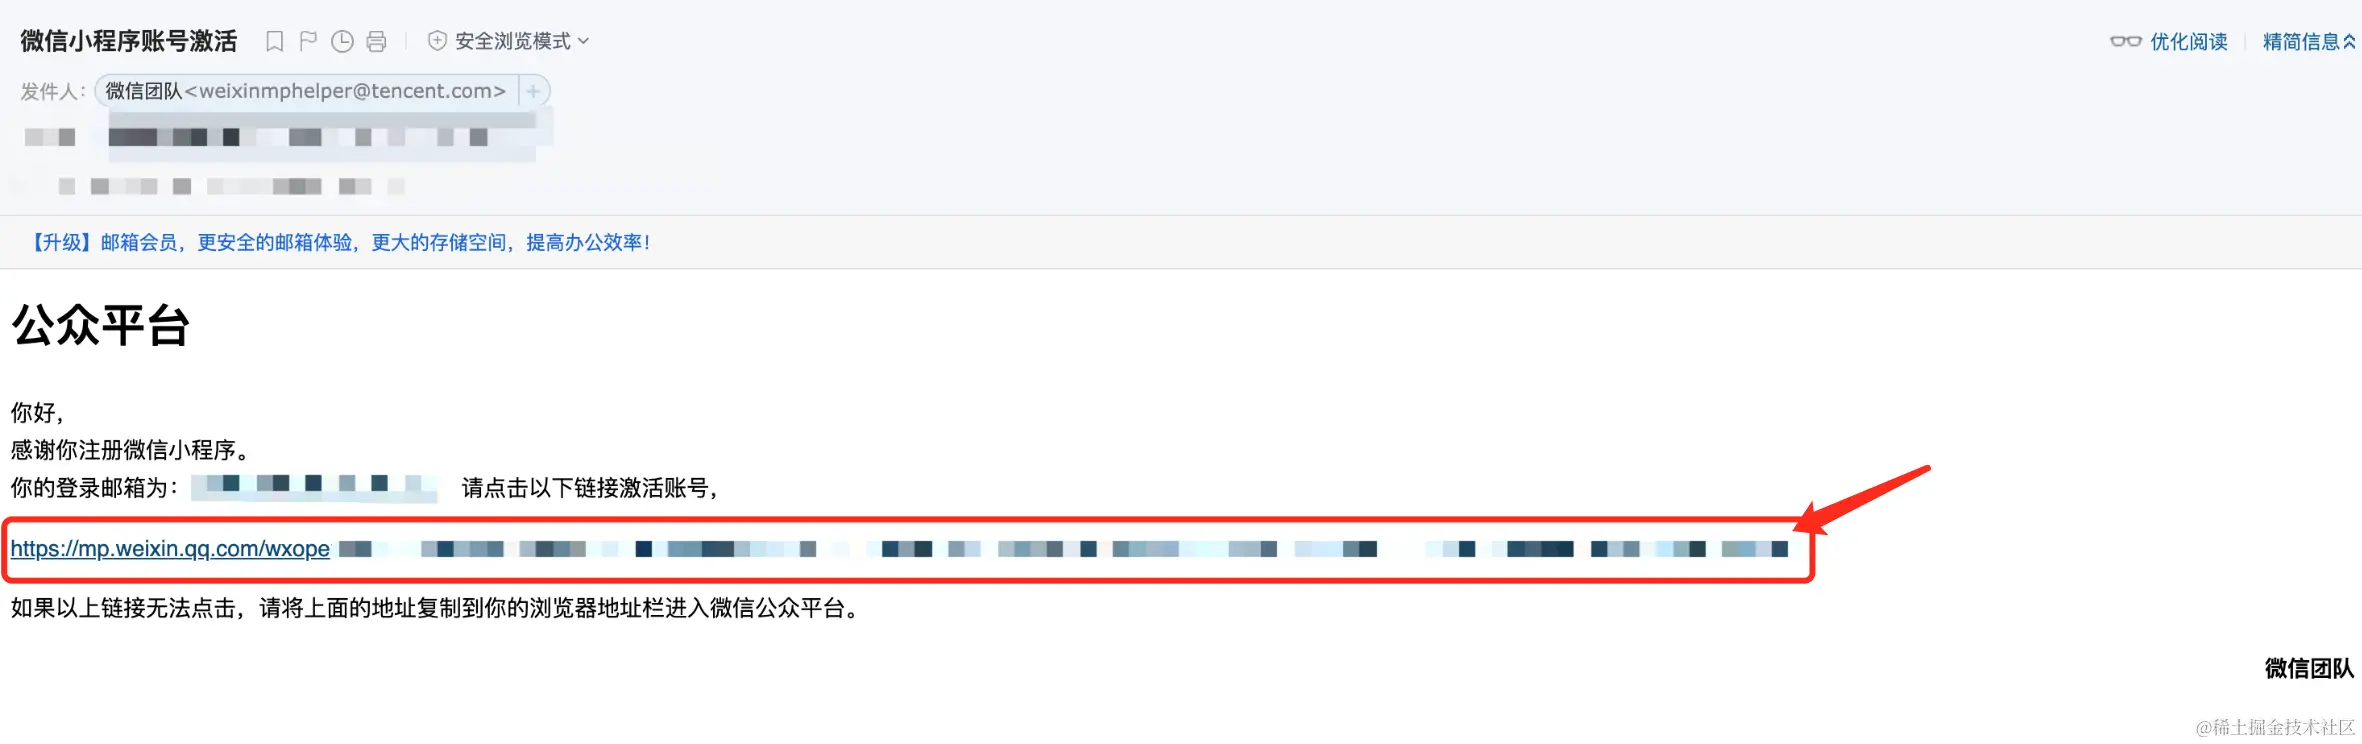 微信小程序账号激活
安全浏览模式
优化阅读
精简信息
发件人：
微信团队<weixinmphelper@tencent.com>
【升级】邮箱会员，更安全的邮箱体验，更大的存储空间，提高办公效率！
公众平台
你好，
感谢你注册微信小程序。
你的登录邮箱为： 请点击以下链接激活账号，
https://mp.weixin.qq.com/wxope
如果以上链接无法点击，请将上面的地址复制到你的浏览器地址栏进入微信公众平台。
微信团队
@稀土掘金技术社区